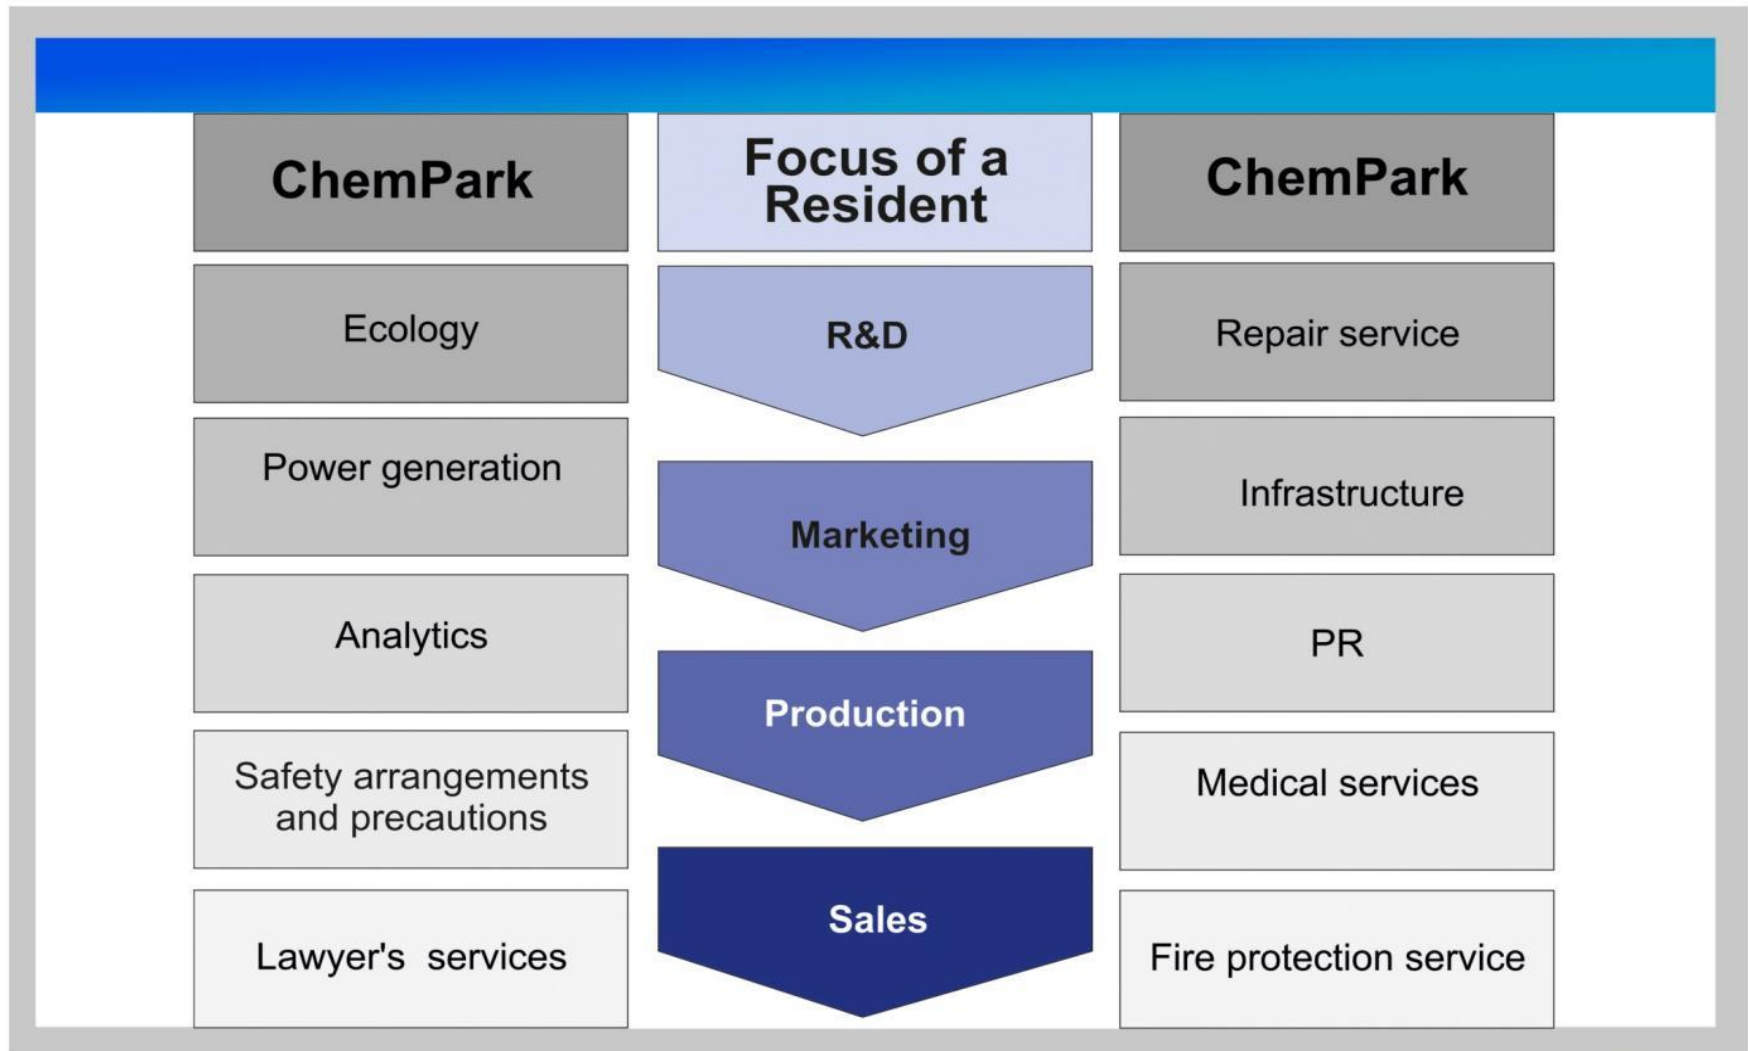 ChemPark
Ecology
Power generation
Analytics
Safety arrangements
and precautions
Lawyer's services
Focus of a
Resident
R&D
Marketing
Production
Sales
ChemPark
Repair service
Infrastructure
PR
Medical services
Fire protection service